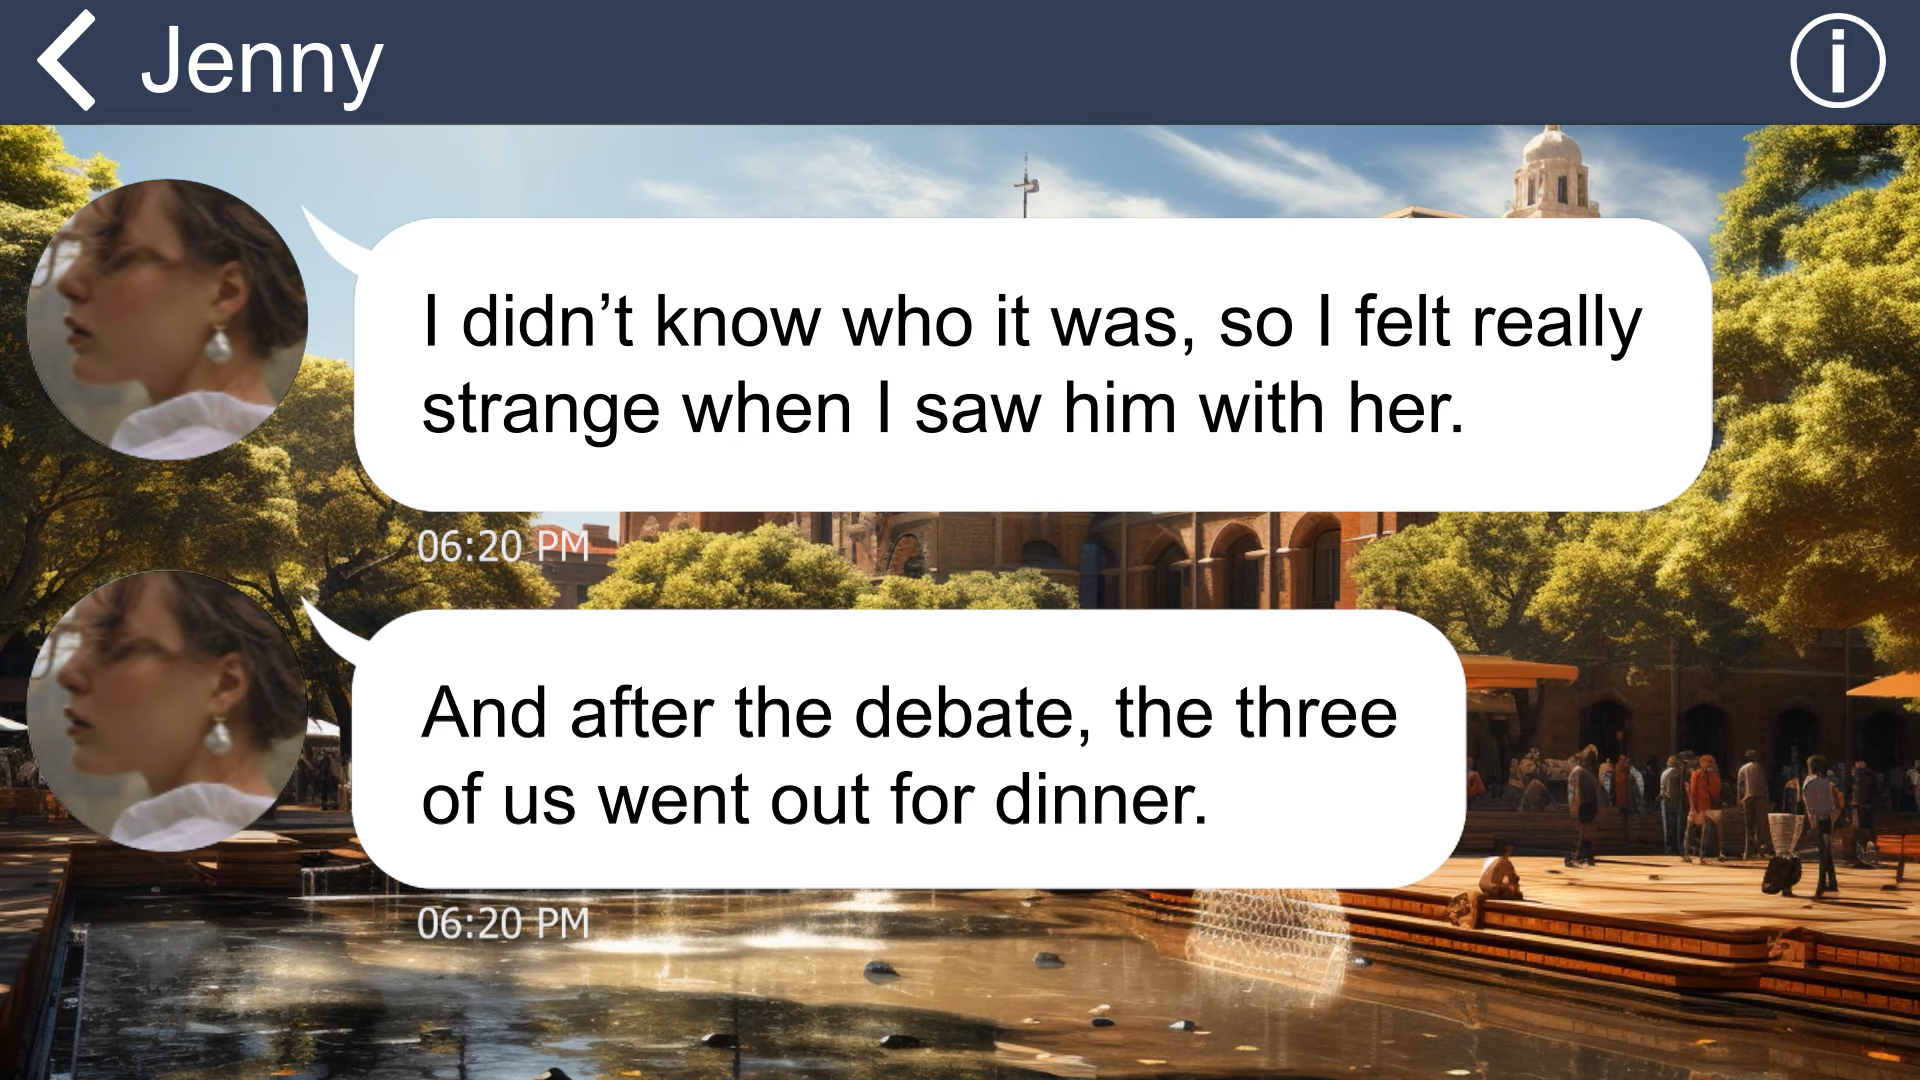 Jenny
I didn’t know who it was, so I felt really
strange when I saw him with her.
06:20 PM
And after the debate, the three
of us went out for dinner.
06:20 PM